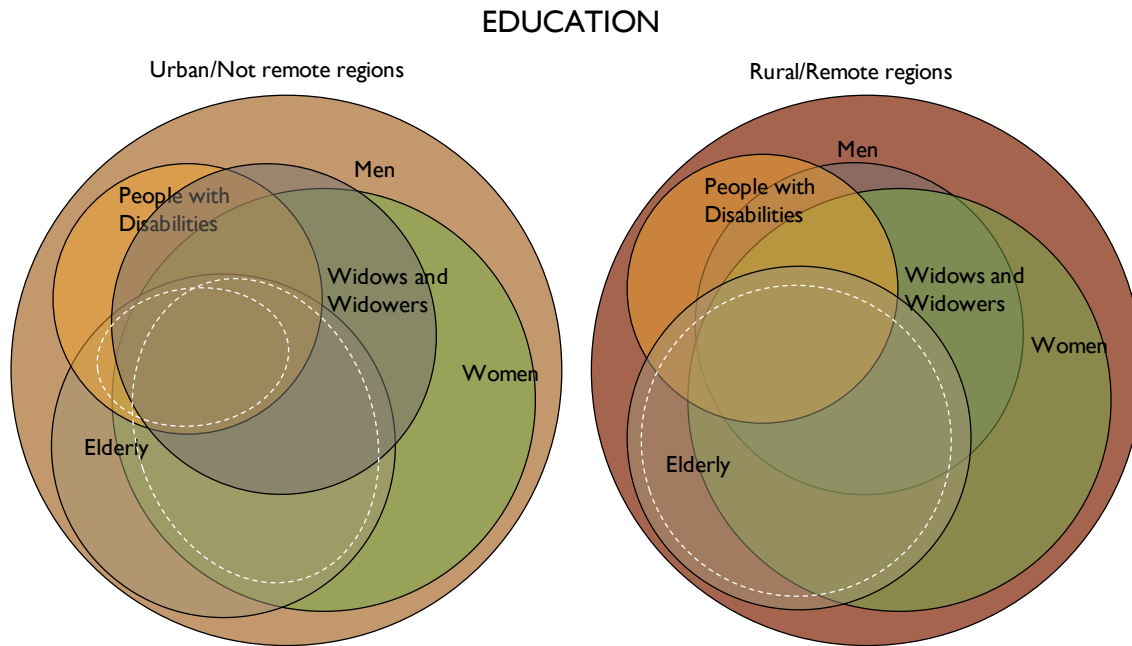 EDUCATION
Urban/Not remote regions
Men
People with
Disabilities
Widows and
Widowers
Women
Elderly
Rural/Remote regions
Men
People with
Disabilities
Widows and
Widowers
Women
Elderly